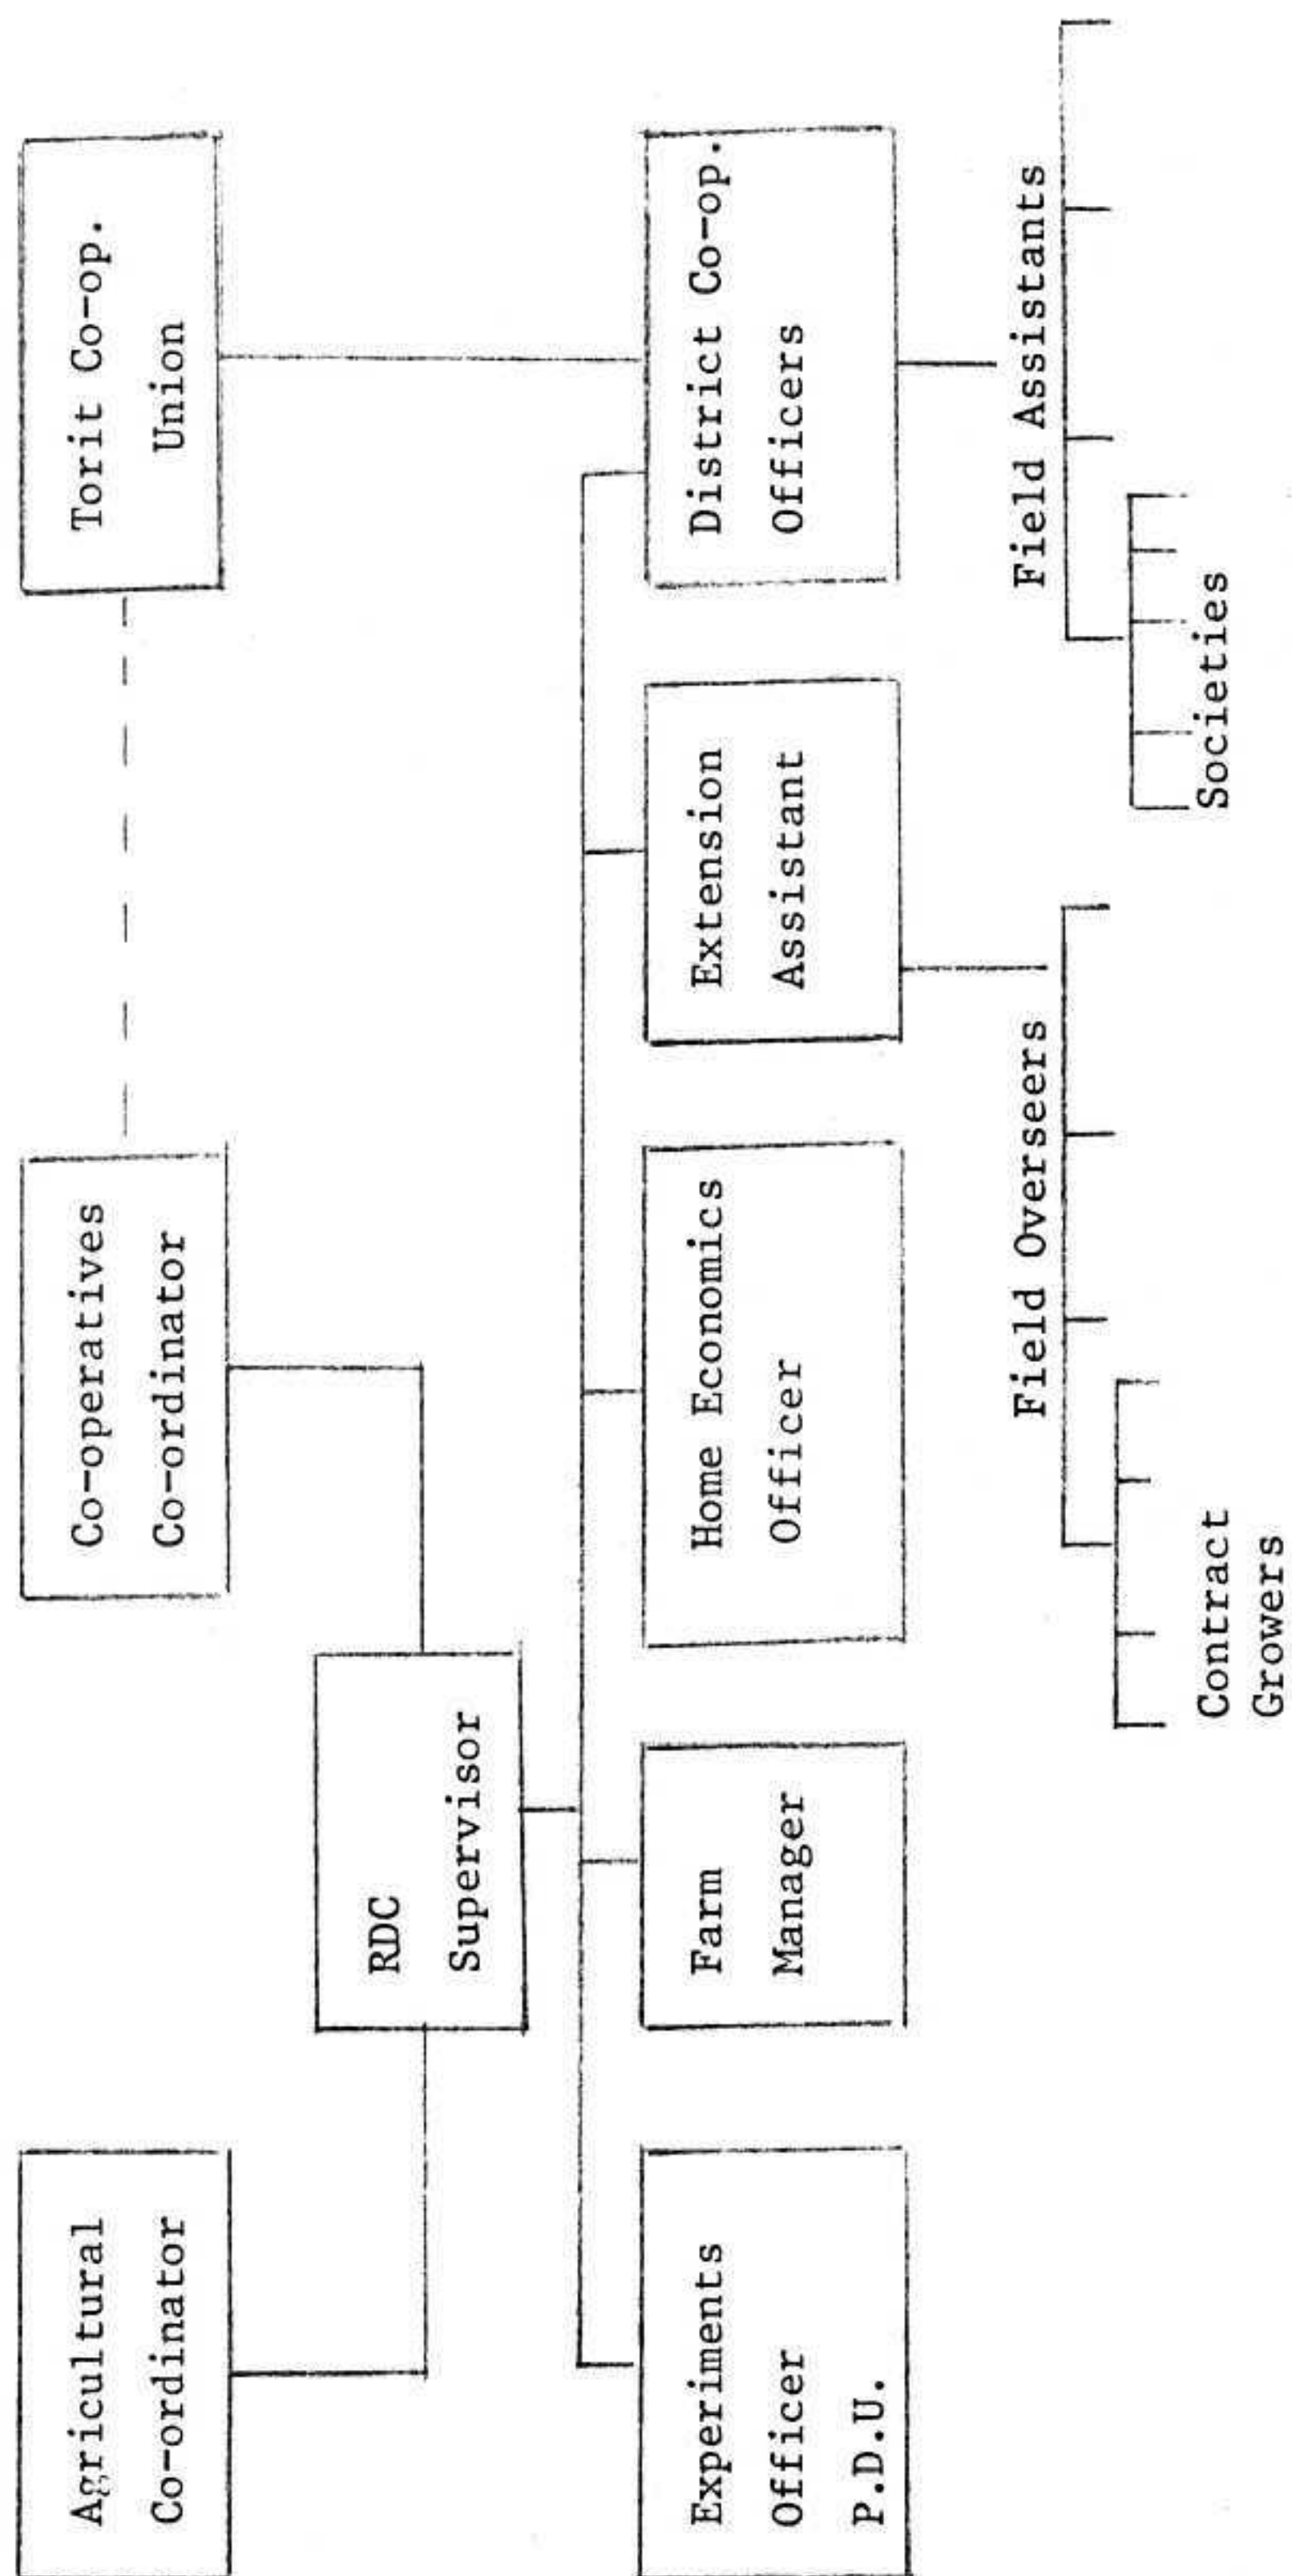 Agricultural
Co-ordinator
Co-operatives
Co-ordinator
Torit Co-op.
Union
RDC
Supervisor
Experiments
Officer
P.D.U.
Farm
Manager
Home Economics
Officer
Extension
Assistant
District Co-op.
Officers
Field Overseers
Field Assistants
Contract
Growers
Societies